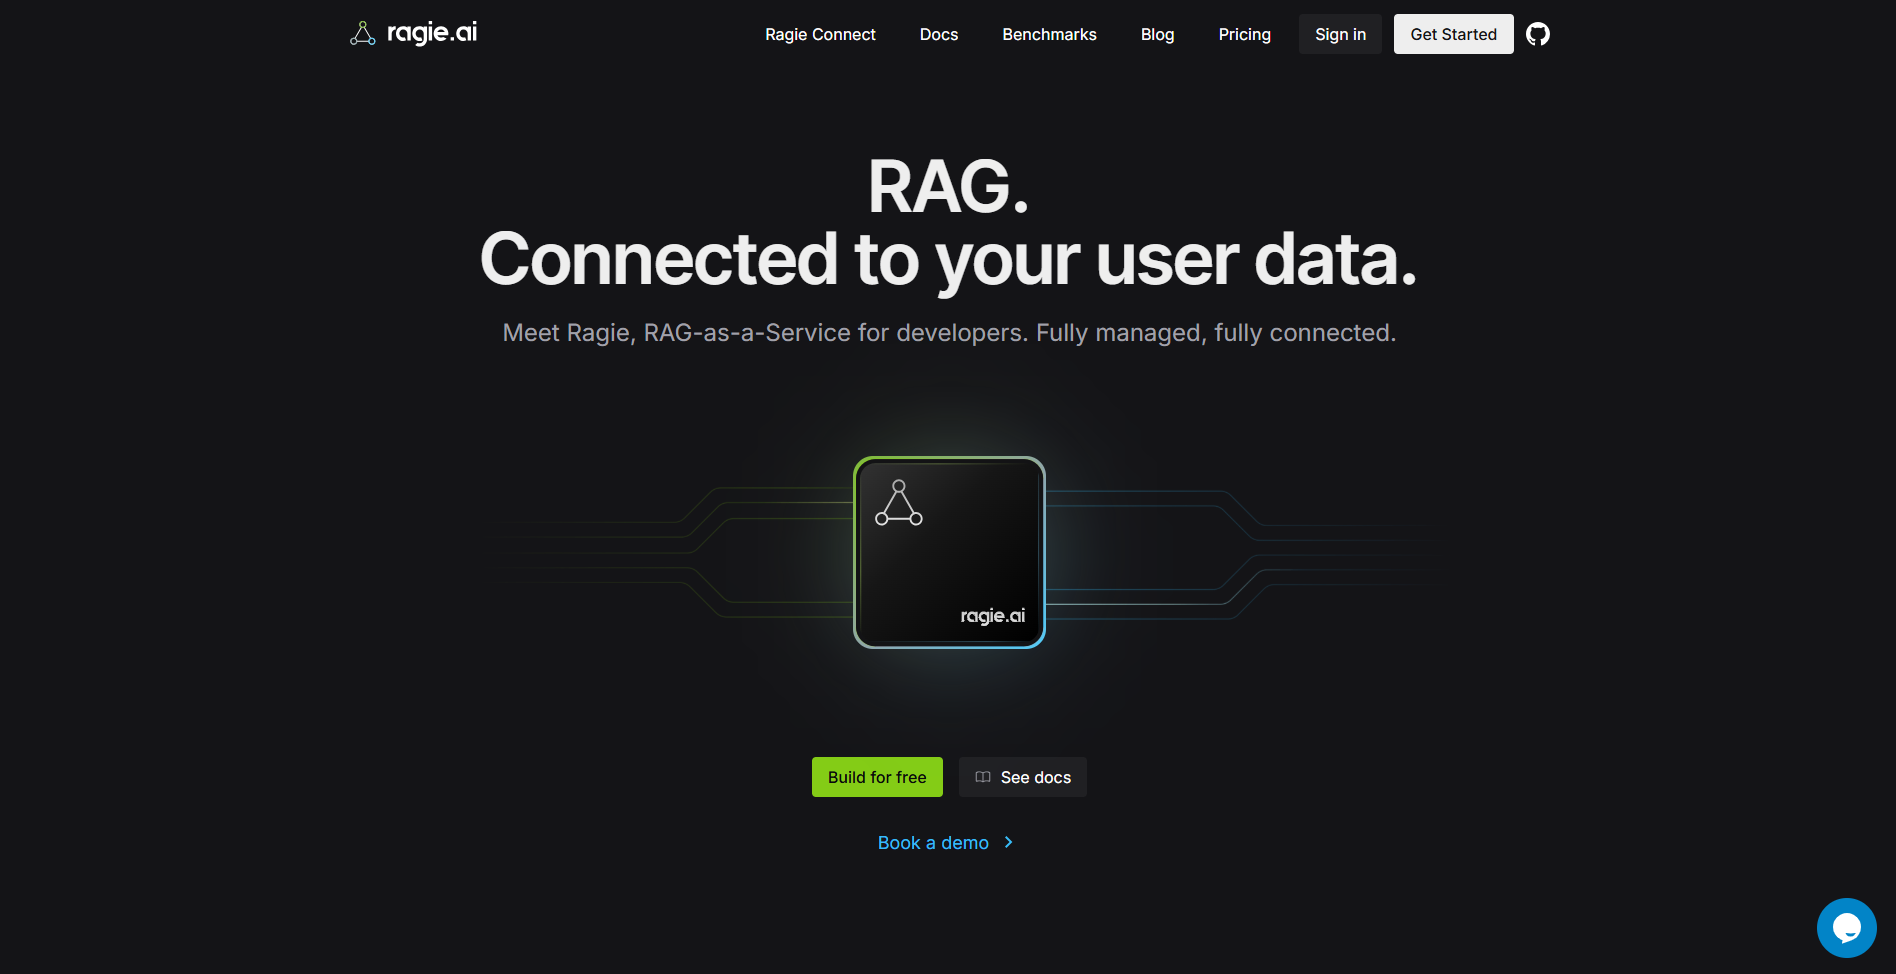 ragie.ai
Ragie Connect
Docs
Benchmarks
Blog
Pricing
Sign in
Get Started
RAG.
Connected to your user data.
Meet Ragie, RAG-as-a-Service for developers. Fully managed, fully connected.
ragie.ai
Build for free
See docs
Book a demo